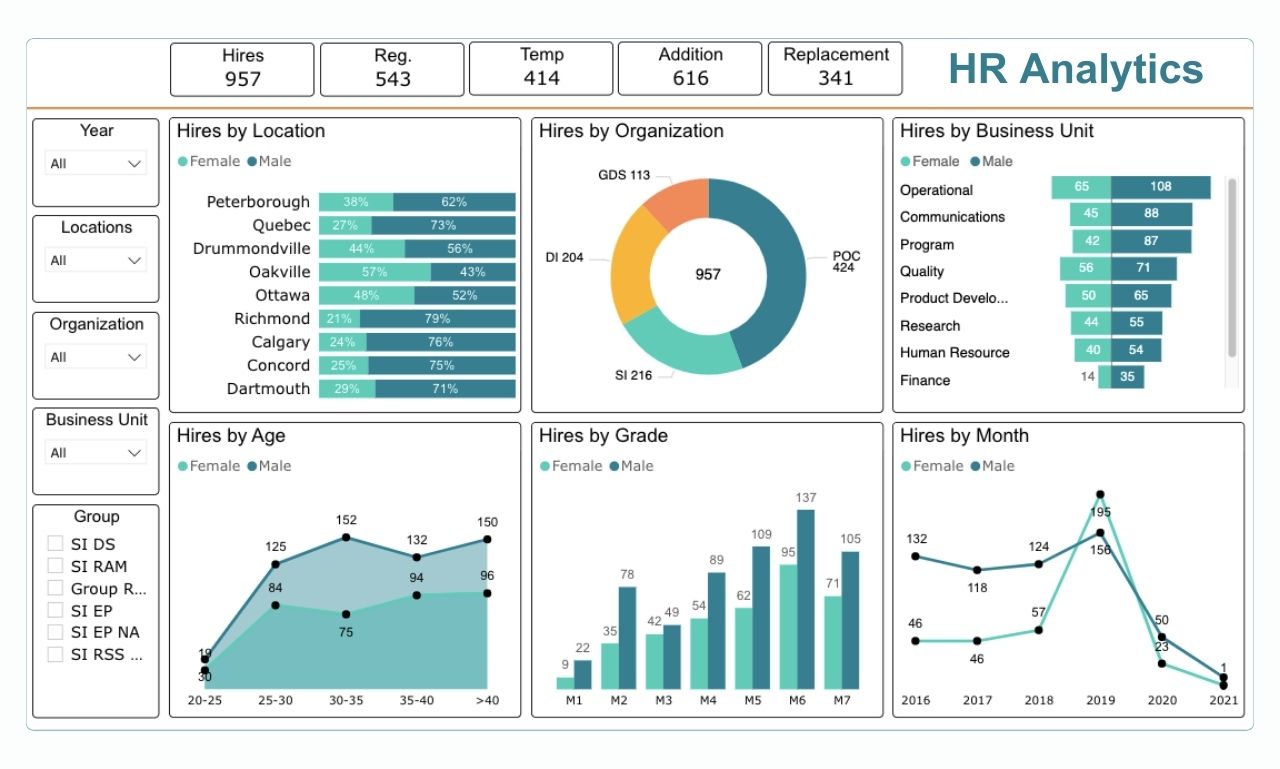 Hires
957
Reg.
543
Temp
414
Addition
616
Replacement
341
HR Analytics
Year
All
Locations
All
Organization
All
Business Unit
All
Group
SI DS
SI RAM
Group R...
SI EP
SI EP NA
SI RSS ...
Hires by Location
Female Male
Peterborough 38% 62%
Quebec 27% 73%
Drummondville 44% 56%
Oakville 57% 43%
Ottawa 48% 52%
Richmond 21% 79%
Calgary 24% 76%
Concord 25% 75%
Dartmouth 29% 71%
Hires by Organization
GDS 113
DI 204
957
POC
424
SI 216
Hires by Business Unit
Female Male
Operational 65 108
Communications 45 88
Program 42 87
Quality 56 71
Product Develo... 50 65
Research 44 55
Human Resource 40 54
Finance 14 35
Hires by Age
Female Male
152
150
125
132
84
94
96
75
19
30
20-25 25-30 30-35 35-40 >40
Hires by Grade
Female Male
9 22 35 78 42 49 54 89 62 109 95 137 71 105
M1 M2 M3 M4 M5 M6 M7
Hires by Month
Female Male
195
132 118 124 156 50 1
46 46 57 23
2016 2017 2018 2019 2020 2021